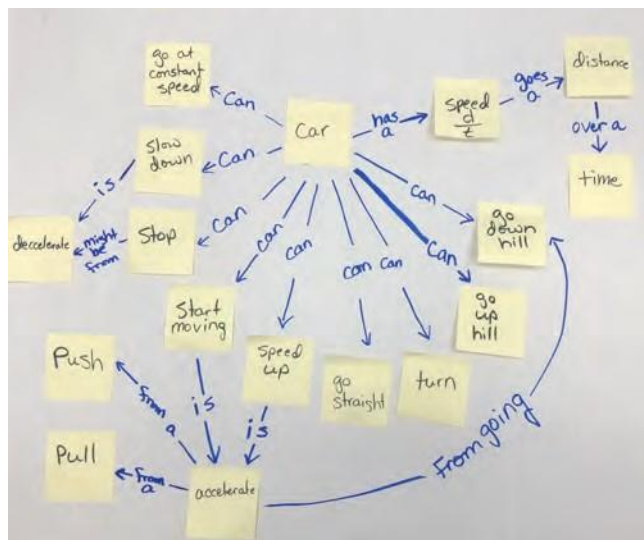 go at
constant
speed
Can
Car
has
a
speed
d
t
goes
a
distance
over a
time
slow
down
Can
is
deccelerate
might
be
from
Stop
Can
can
Start
moving
can
speed
up
can
go
straight
can
turn
Can
go
up
hill
can
go
down
hill
is
is
accelerate
from a
Push
from
a
Pull
From going